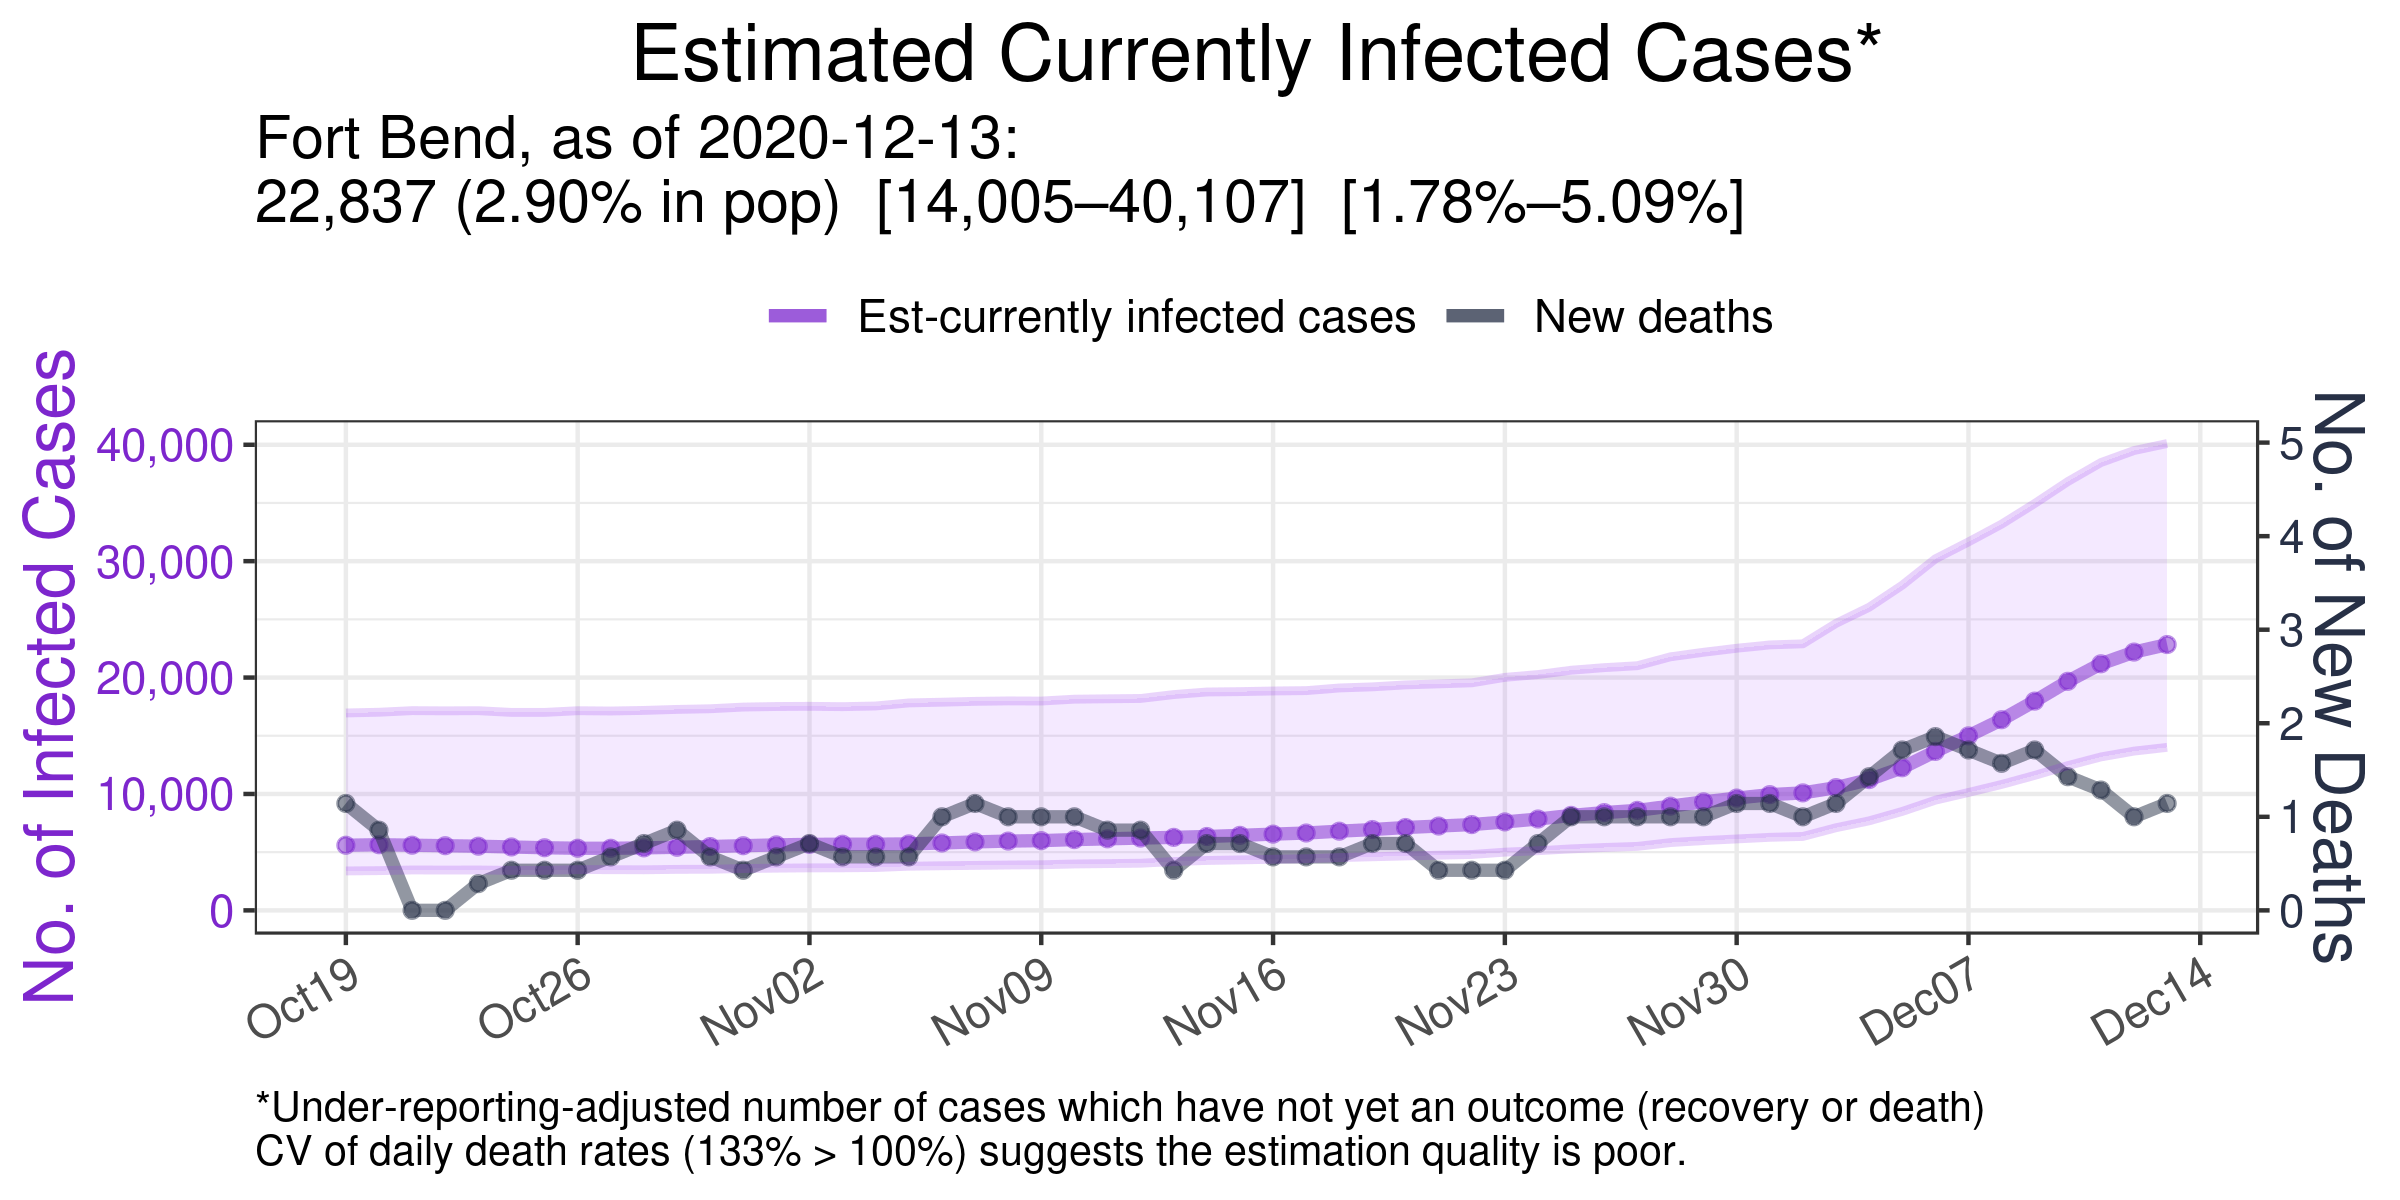 Estimated Currently Infected Cases*
Fort Bend, as of 2020-12-13:
22,837 (2.90% in pop)  [14,005–40,107]  [1.78%–5.09%]
Est-currently infected cases
New deaths
No. of Infected Cases
40,000
30,000
20,000
10,000
0
5
4
3
2
1
0
No. of New Deaths
Oct19
Oct26
Nov02
Nov09
Nov16
Nov23
Nov30
Dec07
Dec14
*Under-reporting-adjusted number of cases which have not yet an outcome (recovery or death)
CV of daily death rates (133% > 100%) suggests the estimation quality is poor.